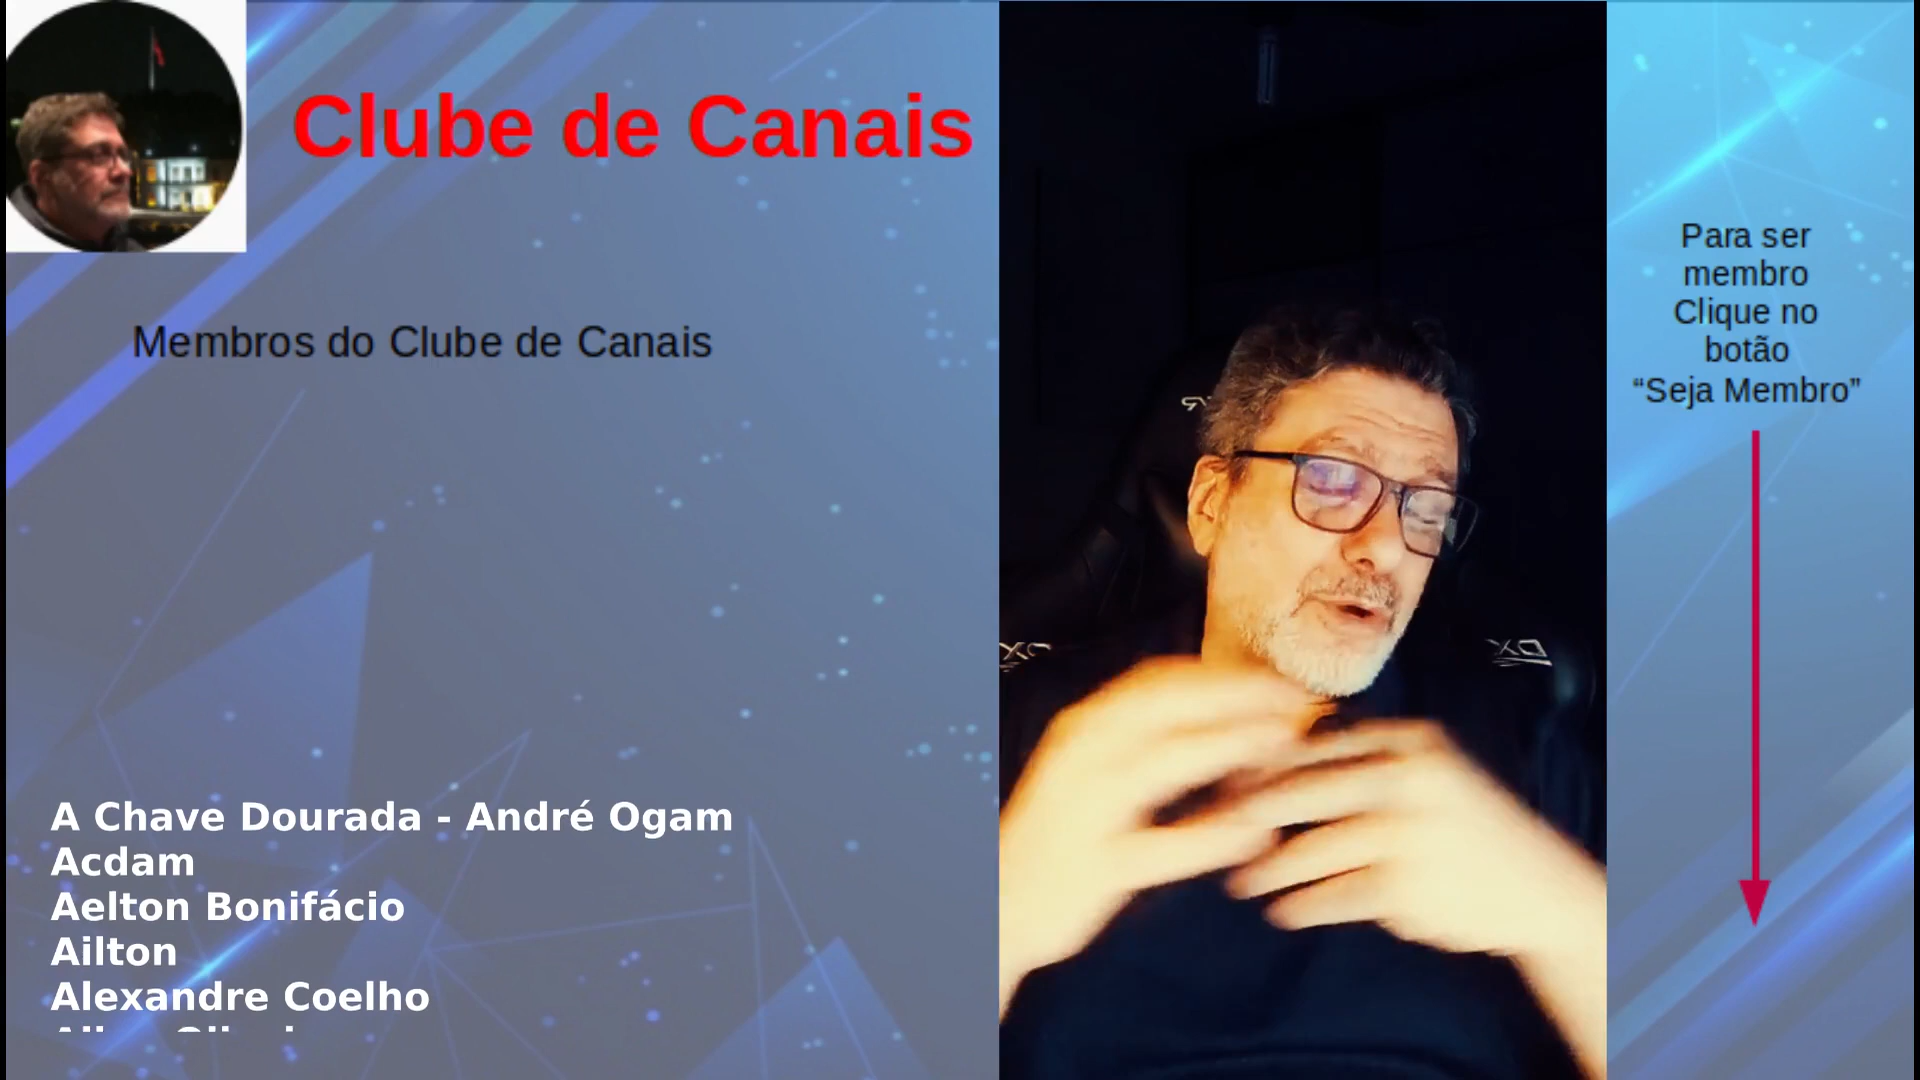 Clube de Canais
Membros do Clube de Canais
Para ser
membro
Clique no
botão
“Seja Membro”
A Chave Dourada - André Ogam
Acdam
Aelton Bonifácio
Ailton
Alexandre Coelho